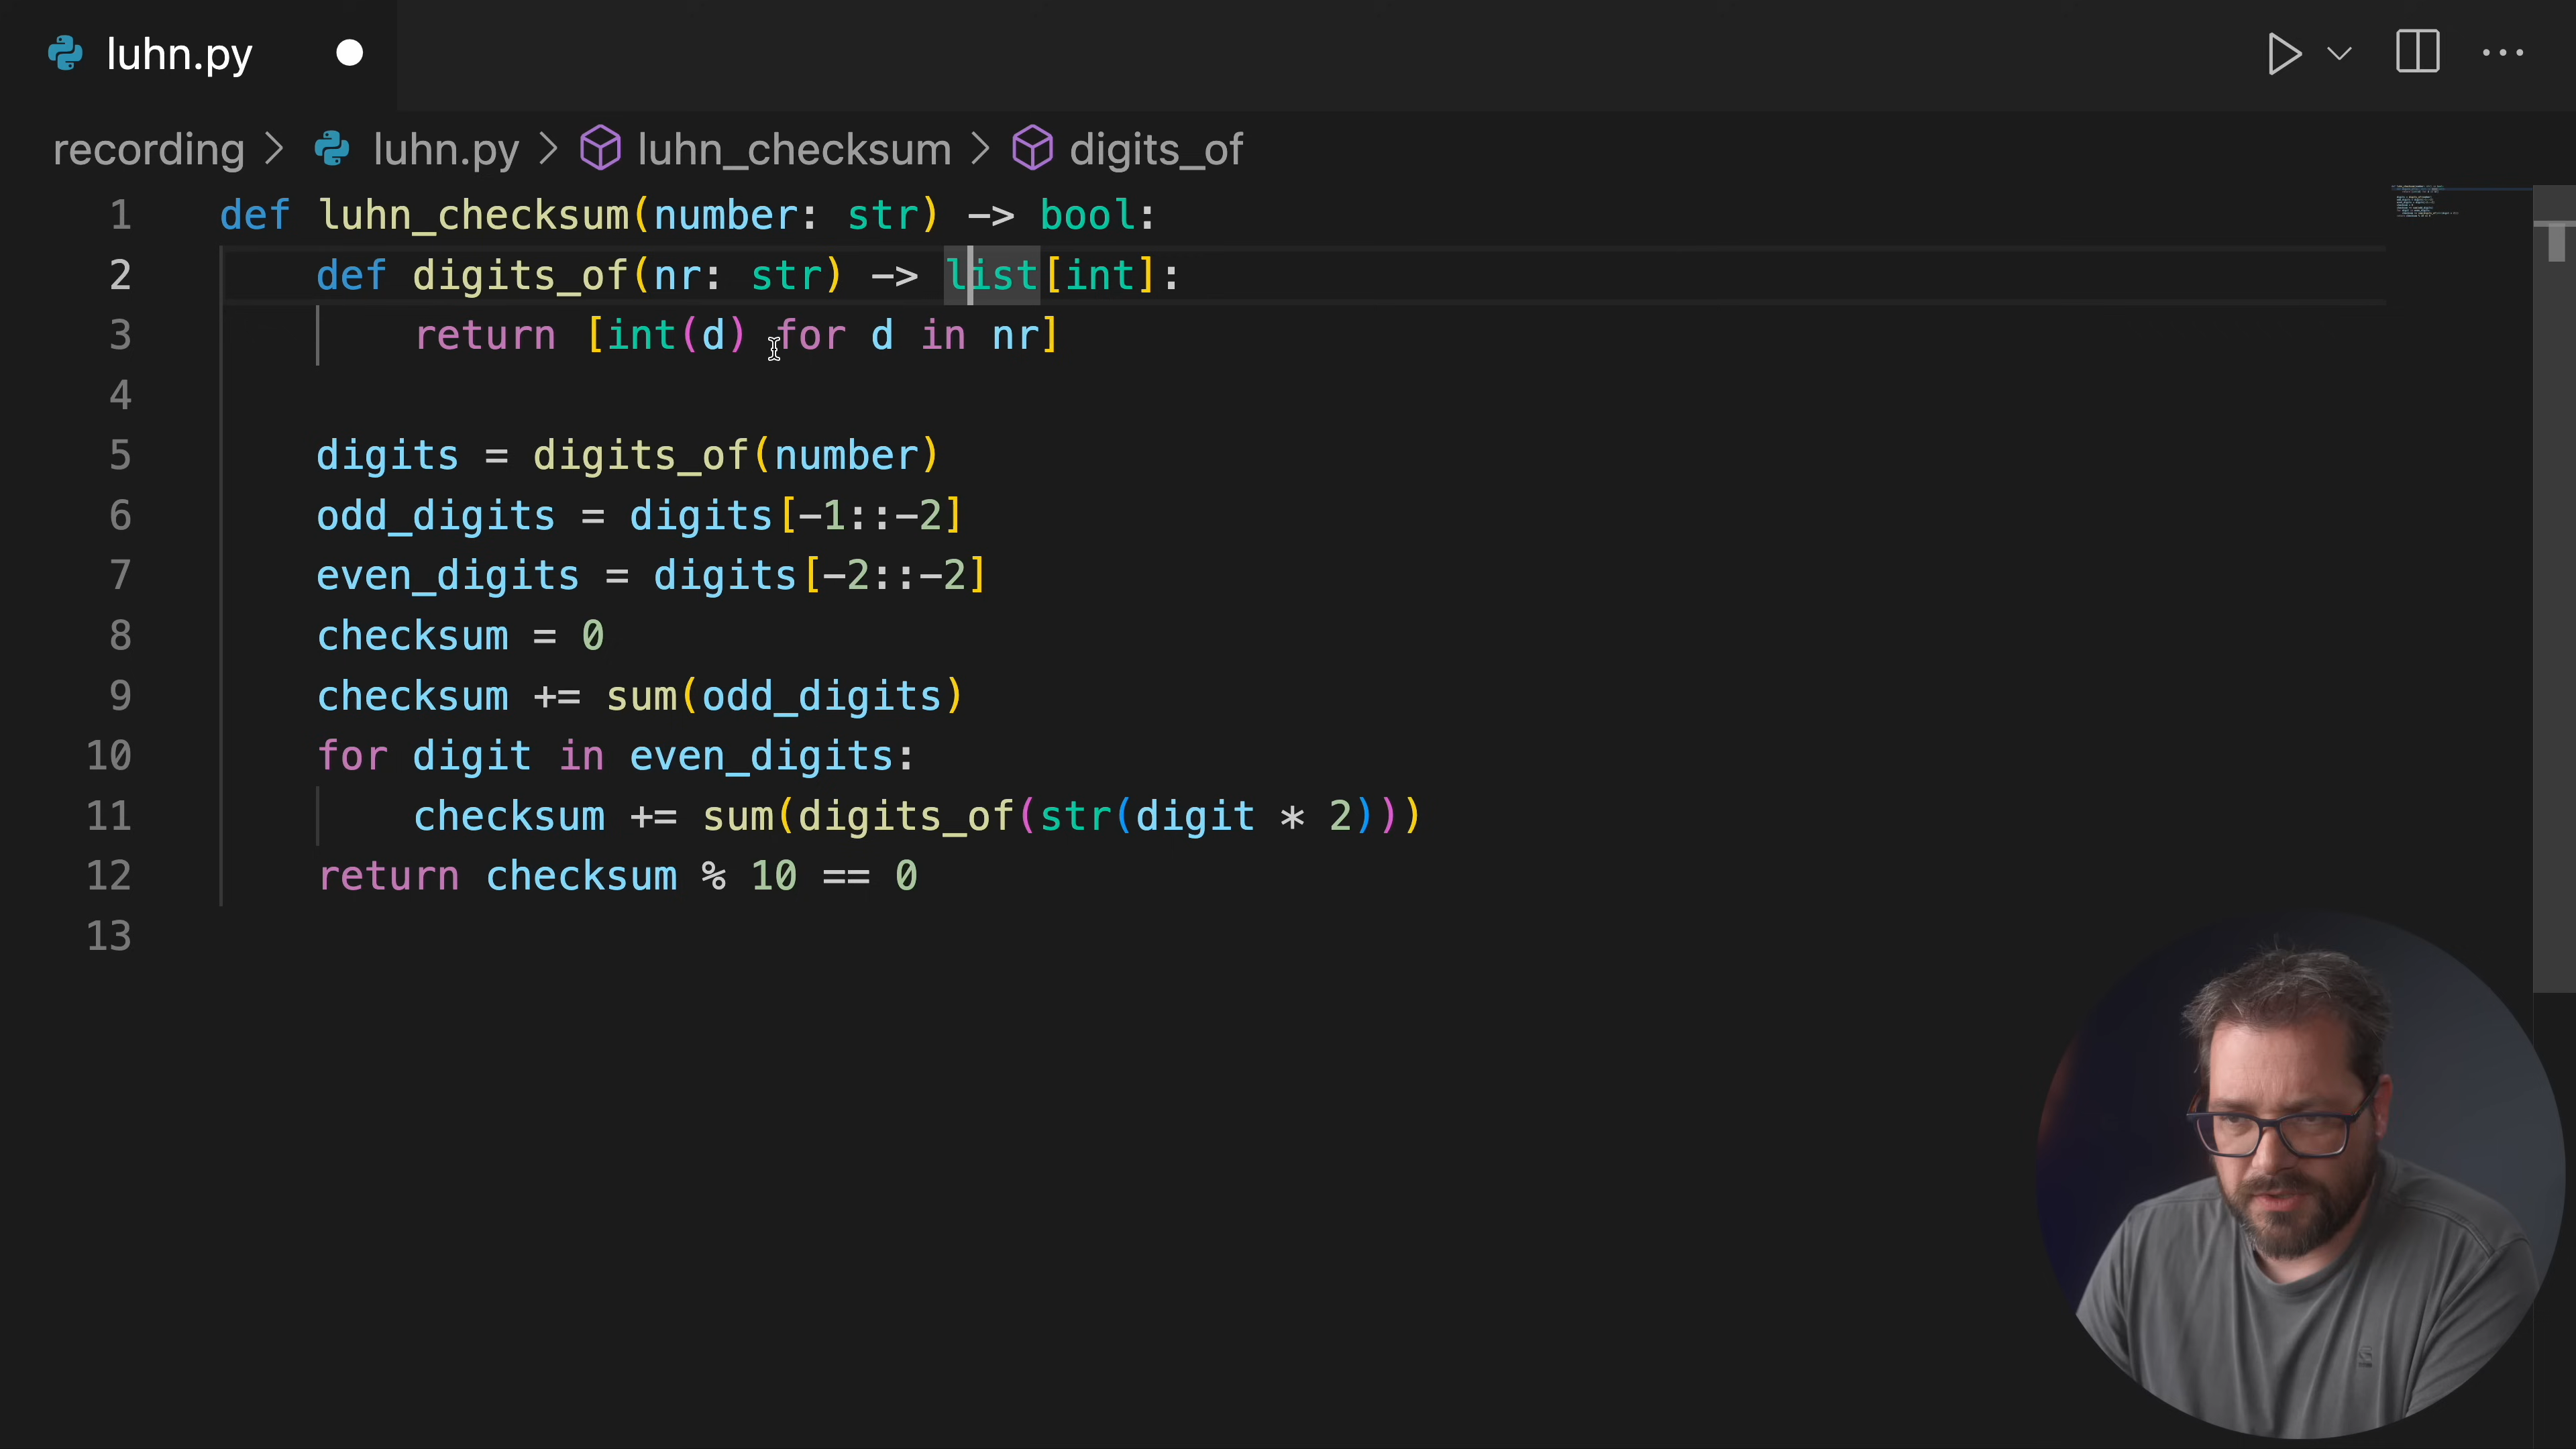 luhn.py
recording > luhn.py > luhn_checksum > digits_of
1 def luhn_checksum(number: str) -> bool:
2 def digits_of(nr: str) -> list[int]:
3 return [int(d) for d in nr]
4
5 digits = digits_of(number)
6 odd_digits = digits[-1::-2]
7 even_digits = digits[-2::-2]
8 checksum = 0
9 checksum += sum(odd_digits)
10 for digit in even_digits:
11 checksum += sum(digits_of(str(digit * 2)))
12 return checksum % 10 == 0
13